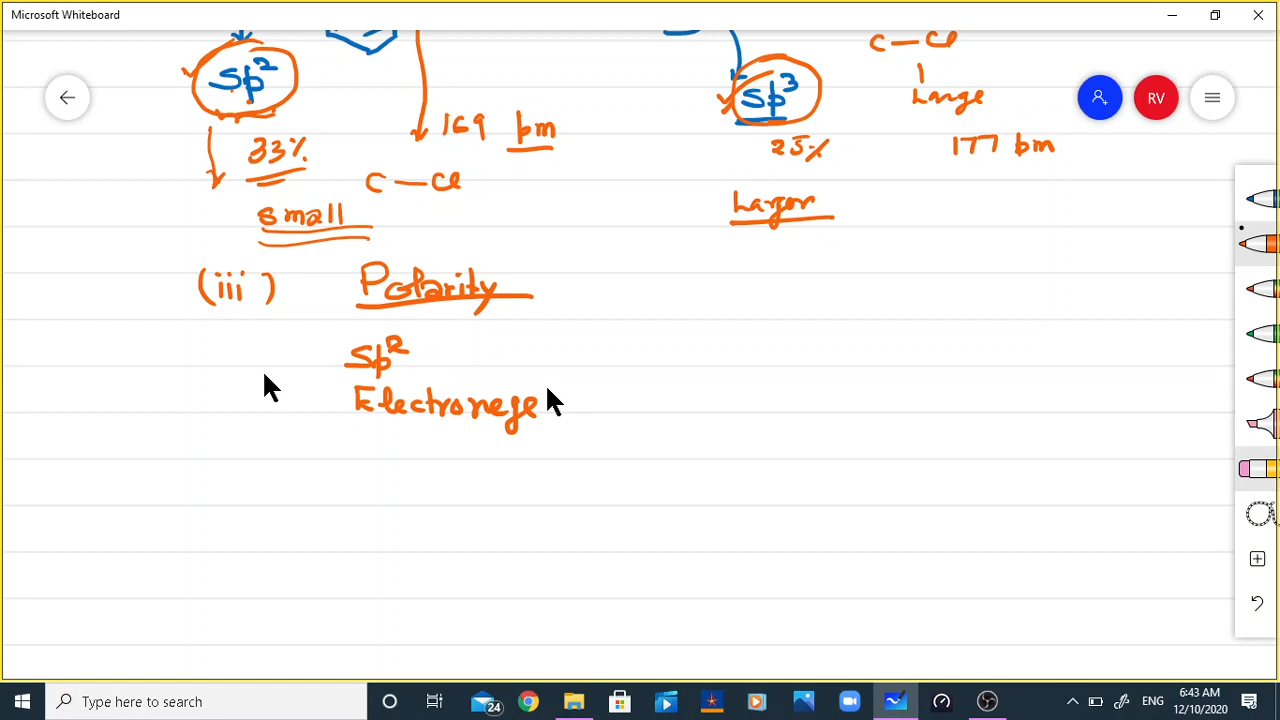 Microsoft Whiteboard
C — Cl
Sp²
Sp³
RV
Large
169 pm
33%
25%
177 pm
C — Cl
Small
Larger
(iii) Polarity
Sp²
Electronege
Type here to search
24
ENG
6:43 AM
12/10/2020